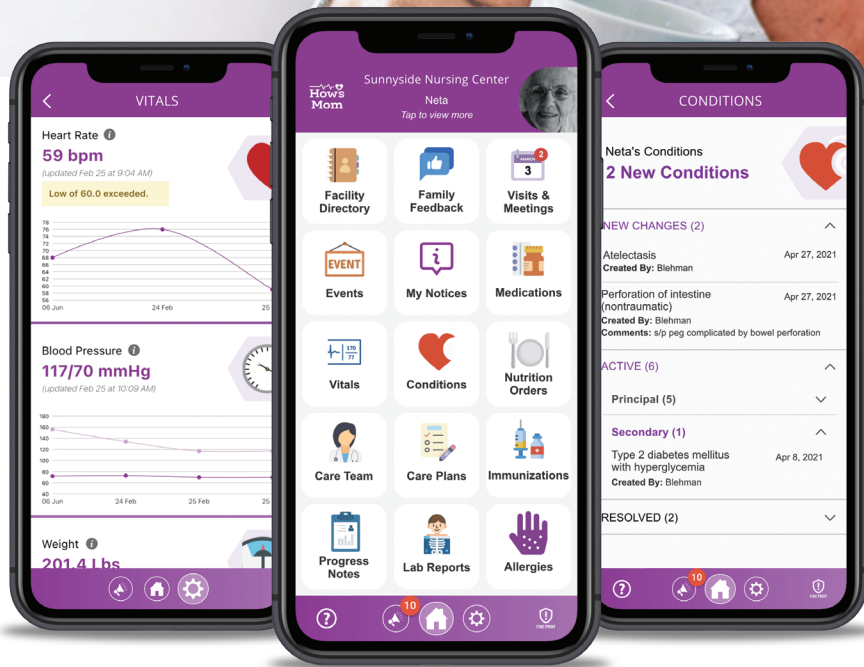 VITALS
Heart Rate i
59 bpm
(updated Feb 25 at 9:04 AM)
Low of 60.0 exceeded.
78
76
74
72
70
68
66
64
62
60
58
56
06 Jun 24 Feb 25
Blood Pressure i
117/70 mmHg
(updated Feb 25 at 10:09 AM)
180
160
140
120
100
80
60
40
06 Jun 24 Feb 25 Feb 25
Weight i
201.4 Lbs
How's
Mom
Sunnyside Nursing Center
Neta
Tap to view more
Facility
Directory
Family
Feedback
MARCH
3
2
Visits &
Meetings
EVENT
Events
i
My Notices
Medications
170
77
Vitals
Conditions
Nutrition
Orders
Care Team
Care Plans
Immunizations
Progress
Notes
Lab Reports
Allergies
?
10
FINE PRINT
CONDITIONS
Neta's Conditions
2 New Conditions
NEW CHANGES (2)
Atelectasis Apr 27, 2021
Created By: Blehman
Perforation of intestine Apr 27, 2021
(nontraumatic)
Created By: Blehman
Comments: s/p peg complicated by bowel perforation
ACTIVE (6)
Principal (5)
Secondary (1)
Type 2 diabetes mellitus Apr 8, 2021
with hyperglycemia
Created By: Blehman
RESOLVED (2)
?
10
FINE PRINT